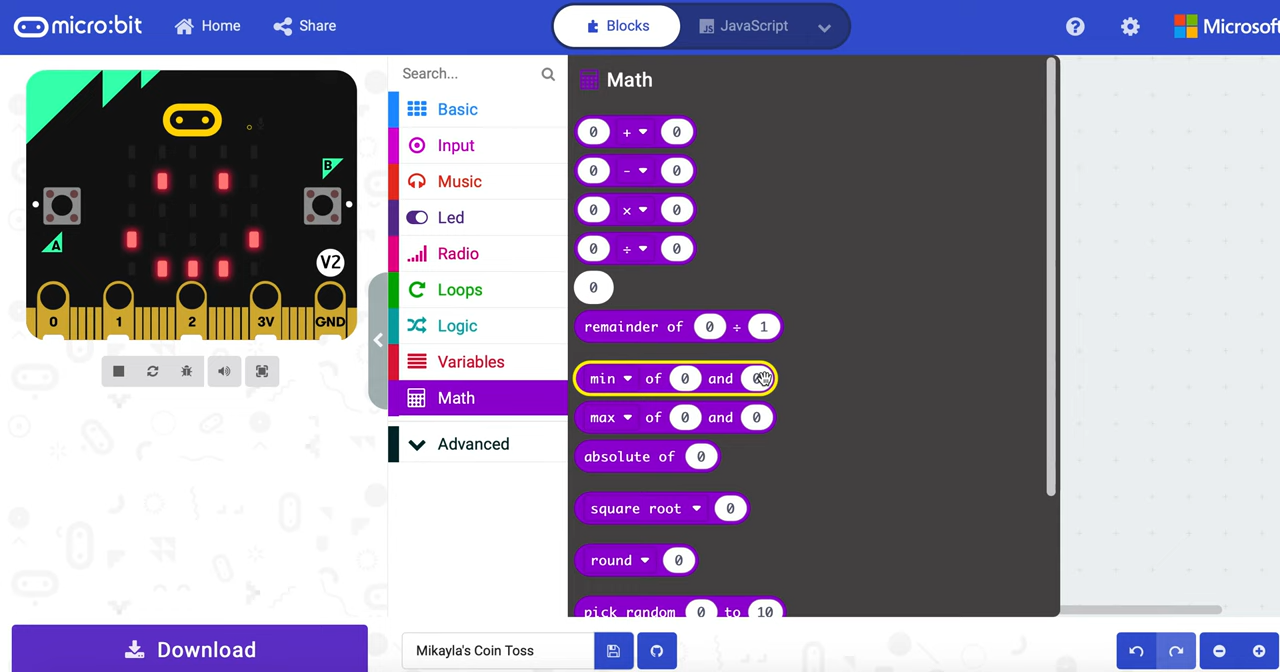 micro:bit Home Share Blocks JS JavaScript ? Microsoft
Search...
Basic
Input
Music
Led
Radio
Loops
Logic
Variables
Math
Advanced
Math
0 + 0
0 - 0
0 × 0
0 ÷ 0
0
remainder of 0 ÷ 1
min of 0 and 0
max of 0 and 0
absolute of 0
square root 0
round 0
pick random 0 to 10
A
B
V2
0 1 2 3V GND
Download
Mikayla's Coin Toss